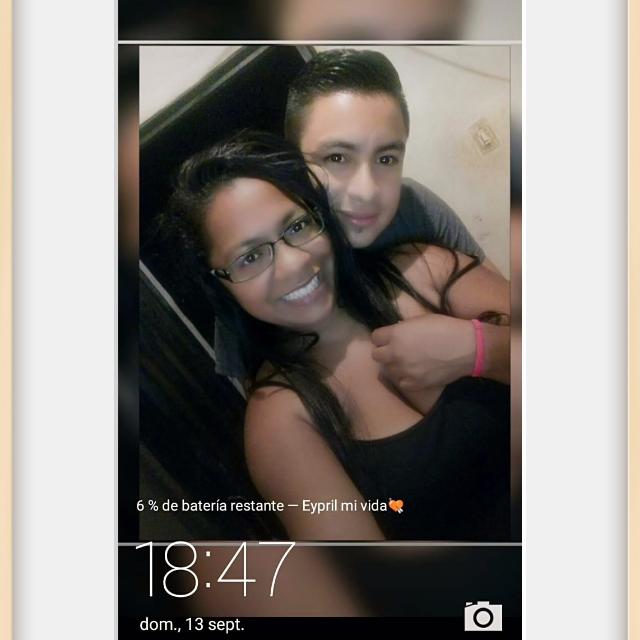 6 % de batería restante — Eypril mi vida💘
18:47
dom., 13 sept.